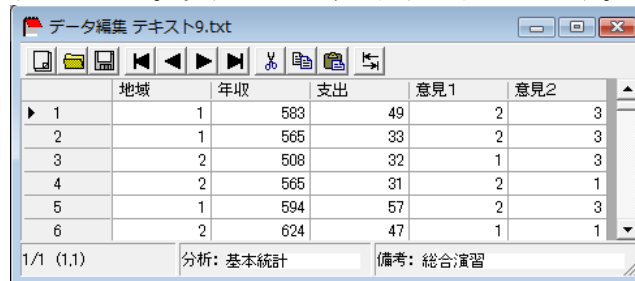 データ編集 テキスト9.txt
地域 年収 支出 意見1 意見2
1 1 583 49 2 3
2 1 565 33 2 3
3 2 508 32 1 3
4 2 565 31 2 1
5 1 594 57 2 3
6 2 624 47 1 1
1/1 (1,1) 分析: 基本統計 備考: 総合演習